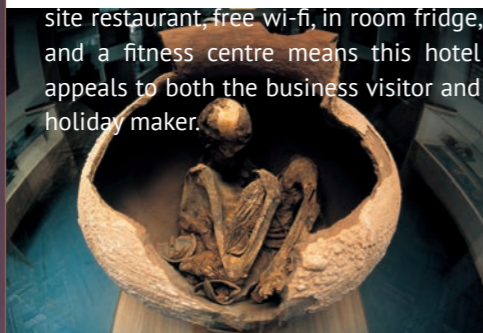 site restaurant, free wi-fi, in room fridge,
and a fitness centre means this hotel
appeals to both the business visitor and
holiday maker.